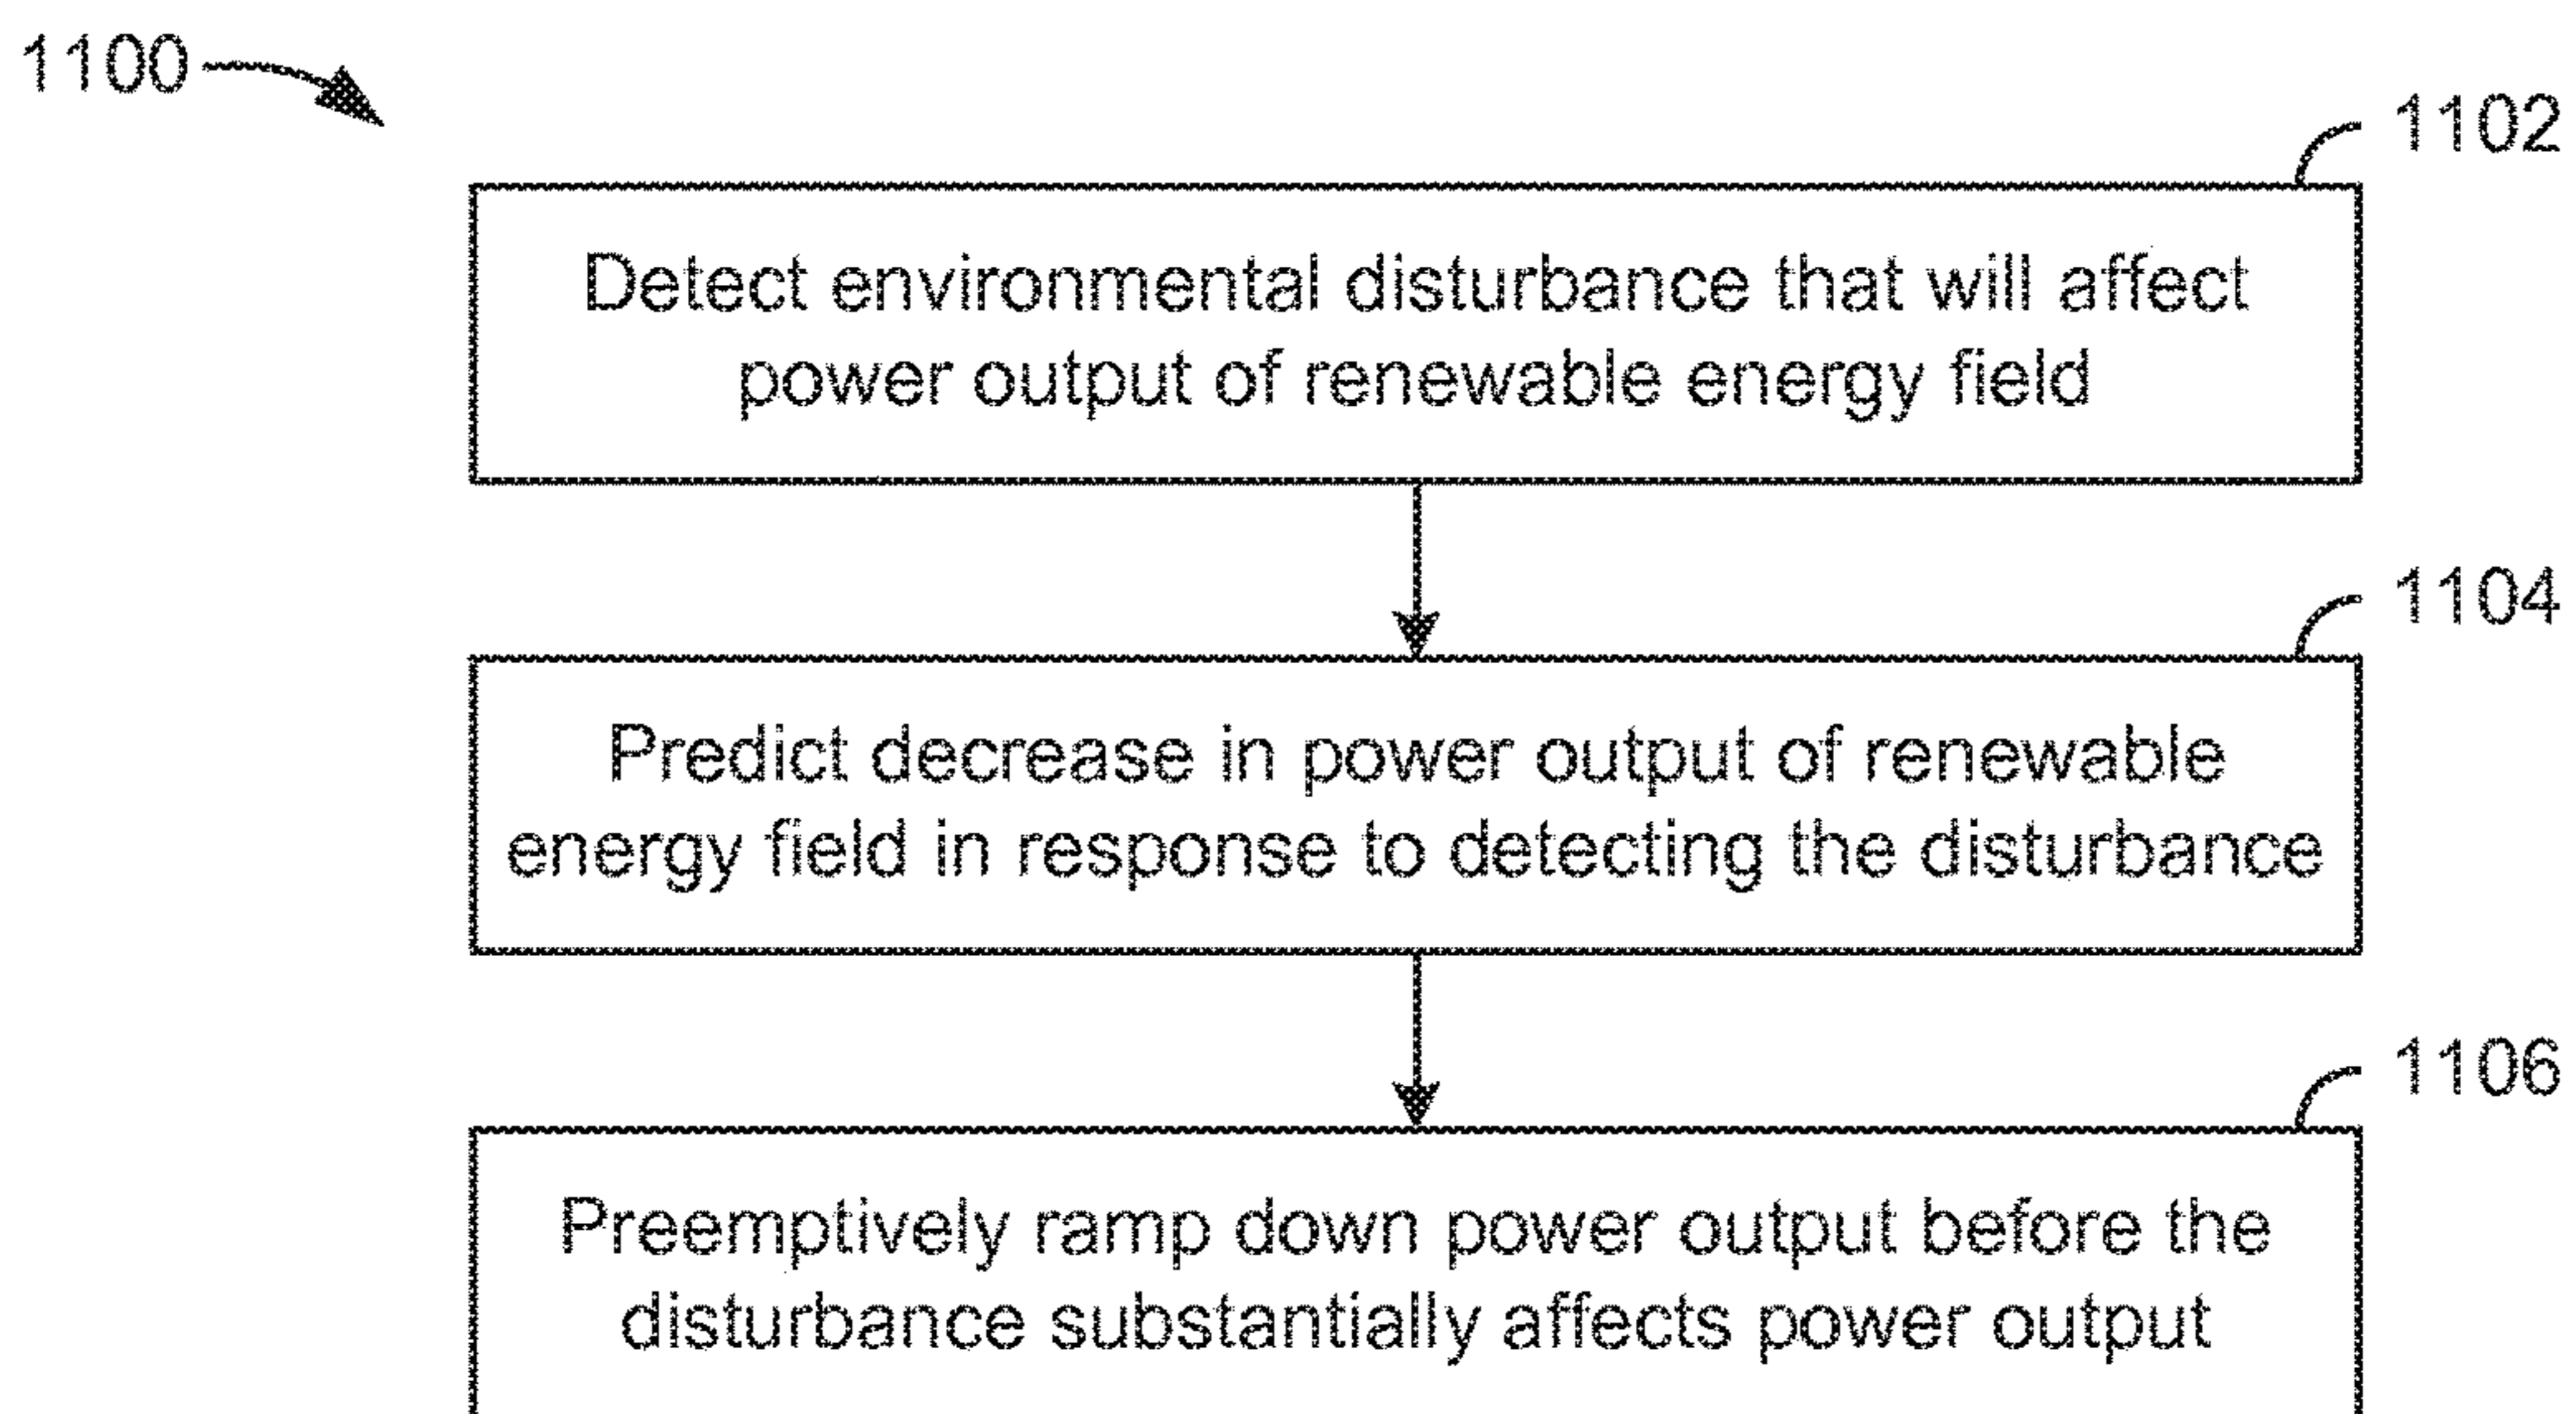 1100
1102
Detect environmental disturbance that will affect
power output of renewable energy field
1104
Predict decrease in power output of renewable
energy field in response to detecting the disturbance
1106
Preemptively ramp down power output before the
disturbance substantially affects power output